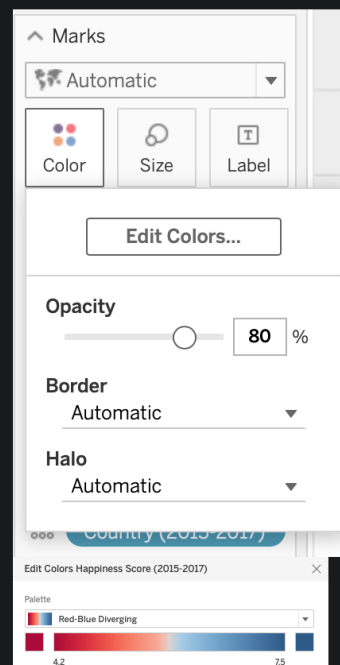 Marks
Automatic
Color Size Label
Edit Colors...
Opacity
80 %
Border
Automatic
Halo
Automatic
Country (2015-2017)
Edit Colors Happiness Score (2015-2017)
Palette
Red-Blue Diverging
4.2 7.5